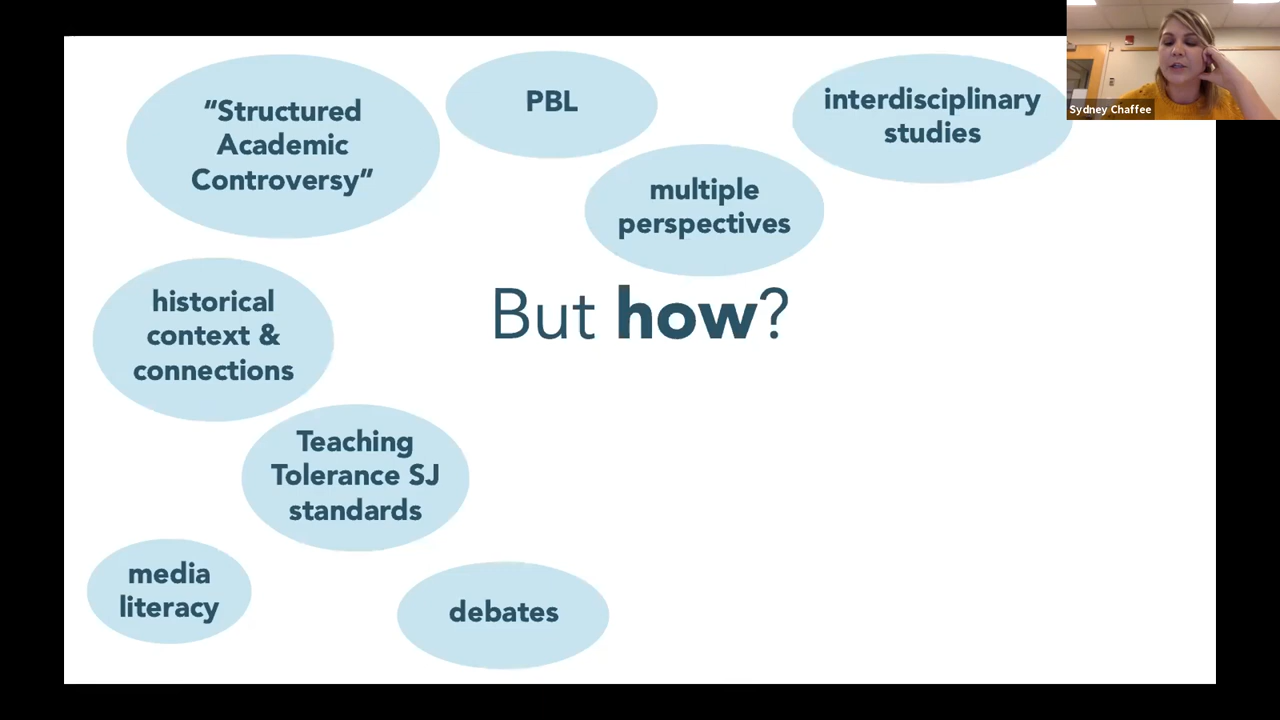 ”Structured
Academic
Controversy”
PBL
interdisciplinary
studies
Sydney Chaffee
multiple
perspectives
historical
context &
connections
But how?
Teaching
Tolerance SJ
standards
media
literacy
debates